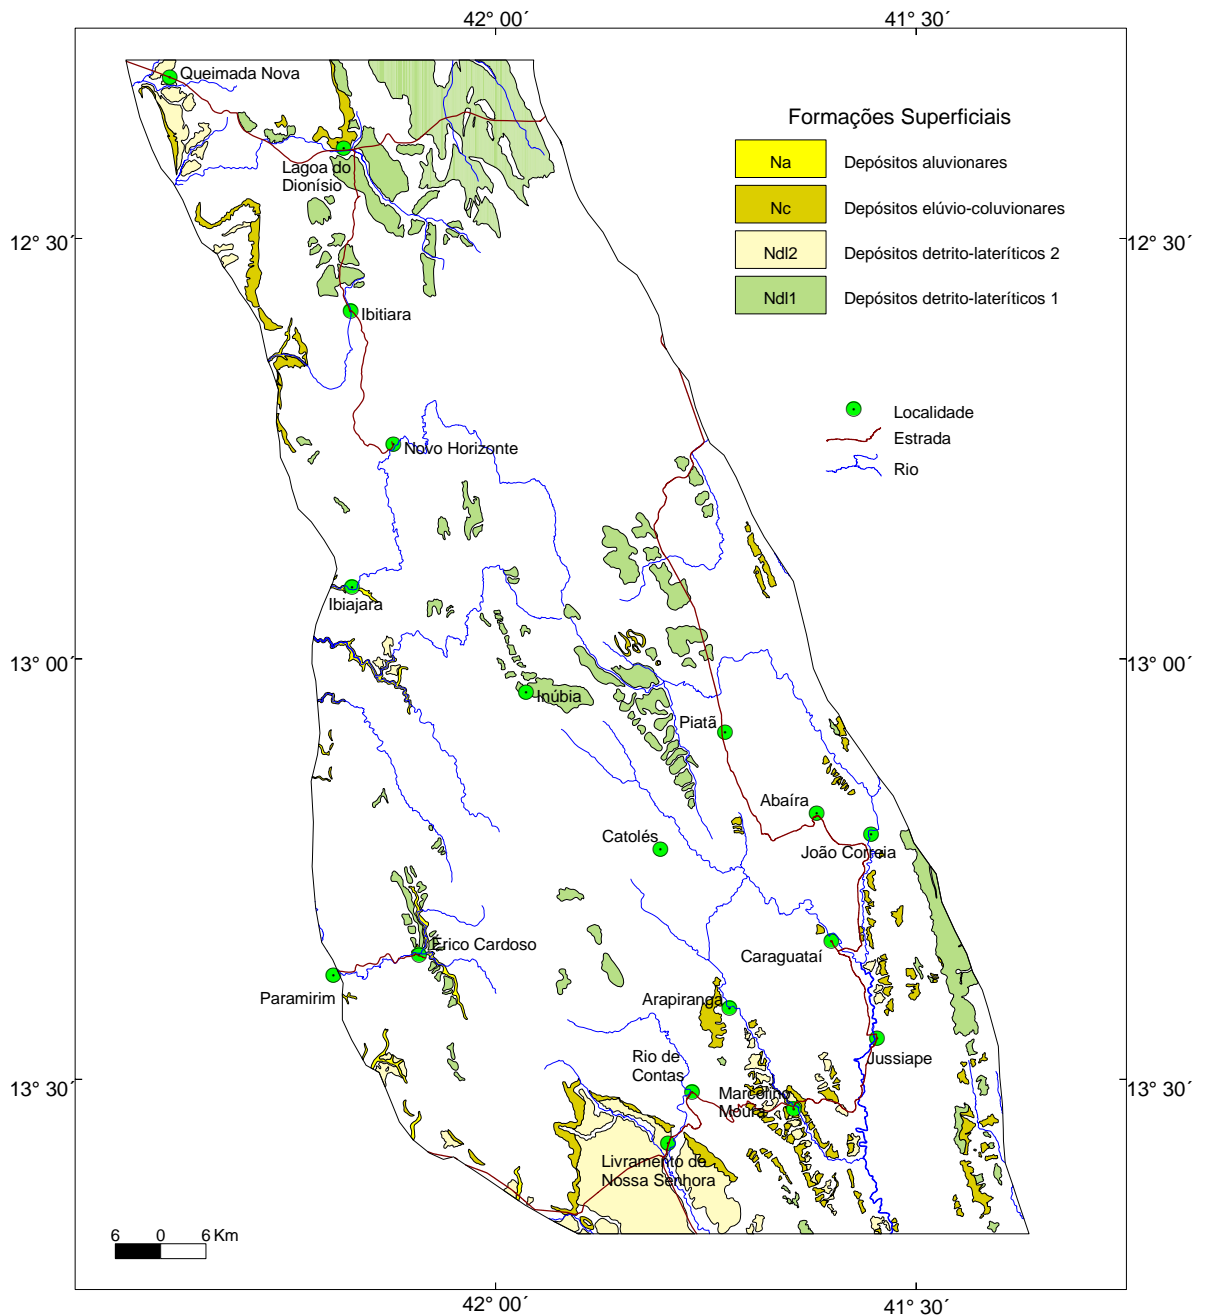 42° 00´
41° 30´
Queimada Nova
Formações Superficiais
Na
Depósitos aluvionares
Lagoa do
Dionísio
Nc
Depósitos elúvio-coluvionares
12° 30´
12° 30´
Ndl2
Depósitos detrito-lateríticos 2
Ndl1
Depósitos detrito-lateríticos 1
Ibitiara
Localidade
Estrada
Novo Horizonte
Rio
Ibiajara
13° 00´
13° 00´
Inúbia
Piatã
Abaíra
Catolés
João Correia
Érico Cardoso
Caraguataí
Paramirim
Arapiranga
Rio de
Contas
Jussiape
13° 30´
13° 30´
Marcolino
Moura
Livramento de
Nossa Senhora
6 0 6 Km
42° 00´
41° 30´